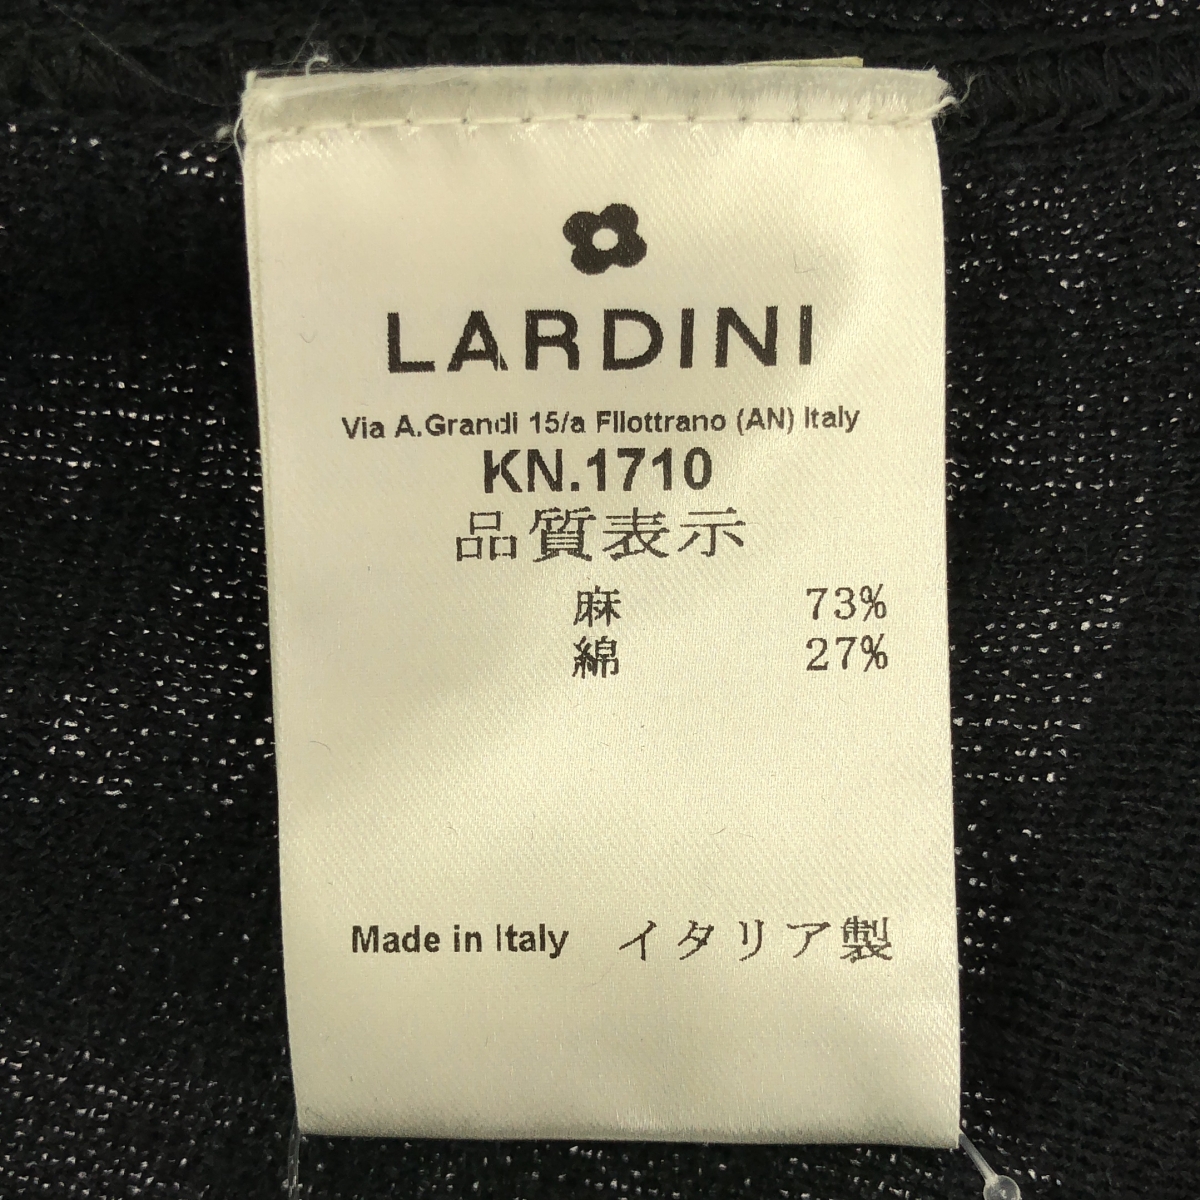 LARDINI
Via A.Grandi 15/a Filottrano (AN) Italy
KN.1710
品質表示
麻 73%
綿 27%
Made in Italy イタリア製